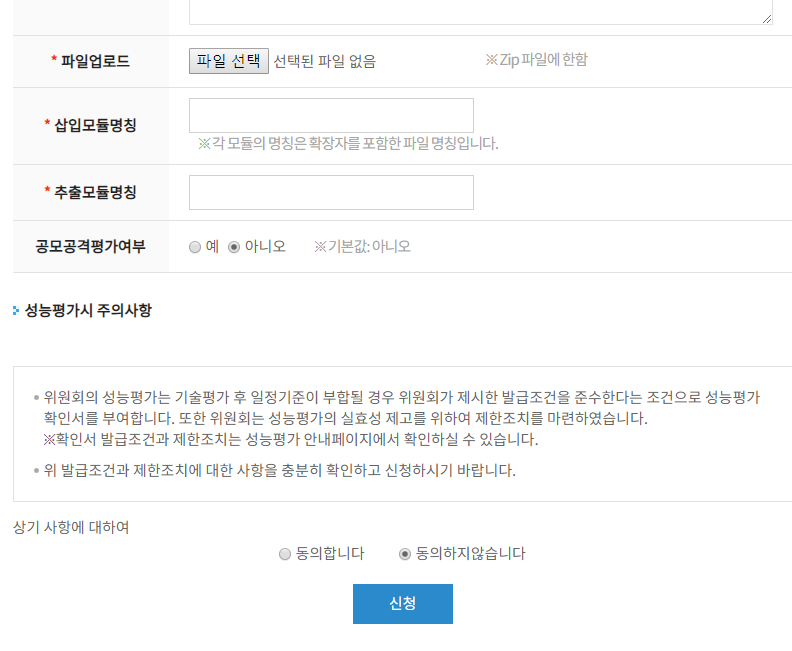 * 파일업로드
파일 선택 선택된 파일 없음 ※Zip 파일에 한함
* 삽입모듈명칭
※각 모듈의 명칭은 확장자를 포함한 파일 명칭입니다.
* 추출모듈명칭
공모공격평가여부 예 아니오 ※기본값: 아니오
성능평가시 주의사항
위원회의 성능평가는 기술평가 후 일정기준이 부합될 경우 위원회가 제시한 발급조건을 준수한다는 조건으로 성능평가
확인서를 부여합니다. 또한 위원회는 성능평가의 실효성 제고를 위하여 제한조치를 마련하였습니다.
※확인서 발급조건과 제한조치는 성능평가 안내페이지에서 확인하실 수 있습니다.
위 발급조건과 제한조치에 대한 사항을 충분히 확인하고 신청하시기 바랍니다.
상기 사항에 대하여
동의합니다 동의하지않습니다
신청